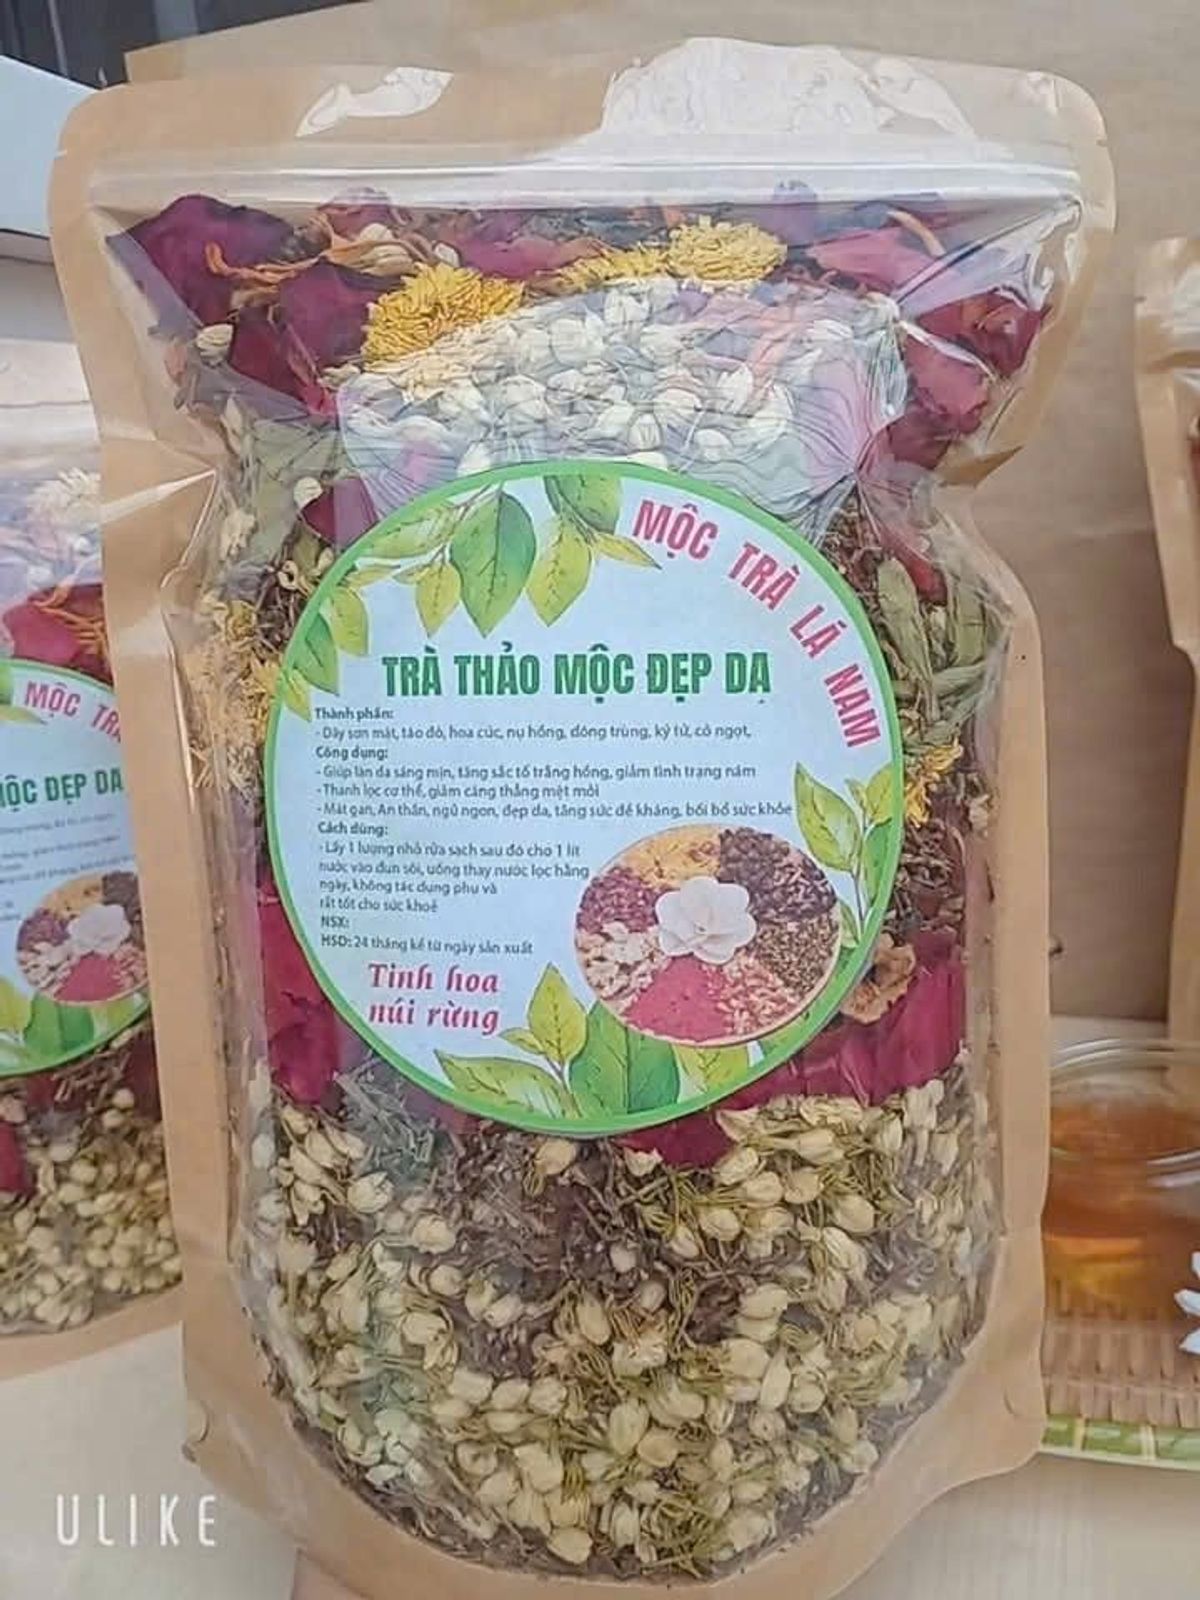 MỘC TRÀ LÁ NAM
TRÀ THẢO MỘC ĐẸP DẠ
Thành phần:
- Dây sơn mật, táo đỏ, hoa cúc, nụ hồng, đông trùng, kỷ tử, cỏ ngọt,
Công dụng:
- Giúp làn da sáng mịn, tăng sắc tố trắng hồng, giảm tình trạng nám
- Thanh lọc cơ thể, giảm căng thẳng mệt mỏi
- Mát gan, An thần, ngủ ngon, đẹp da, tăng sức đề kháng, bồi bổ sức khỏe
Cách dùng:
- Lấy 1 lượng nhỏ rửa sạch sau đó cho 1 lít
nước vào đun sôi, uống thay nước lọc hằng
ngày, không tác dụng phụ và
rất tốt cho sức khoẻ
NSX:
HSD: 24 tháng kể từ ngày sản xuất
Tinh hoa
núi rừng
MỘC TRÀ
MỘC ĐẸP DẠ
ULIKE